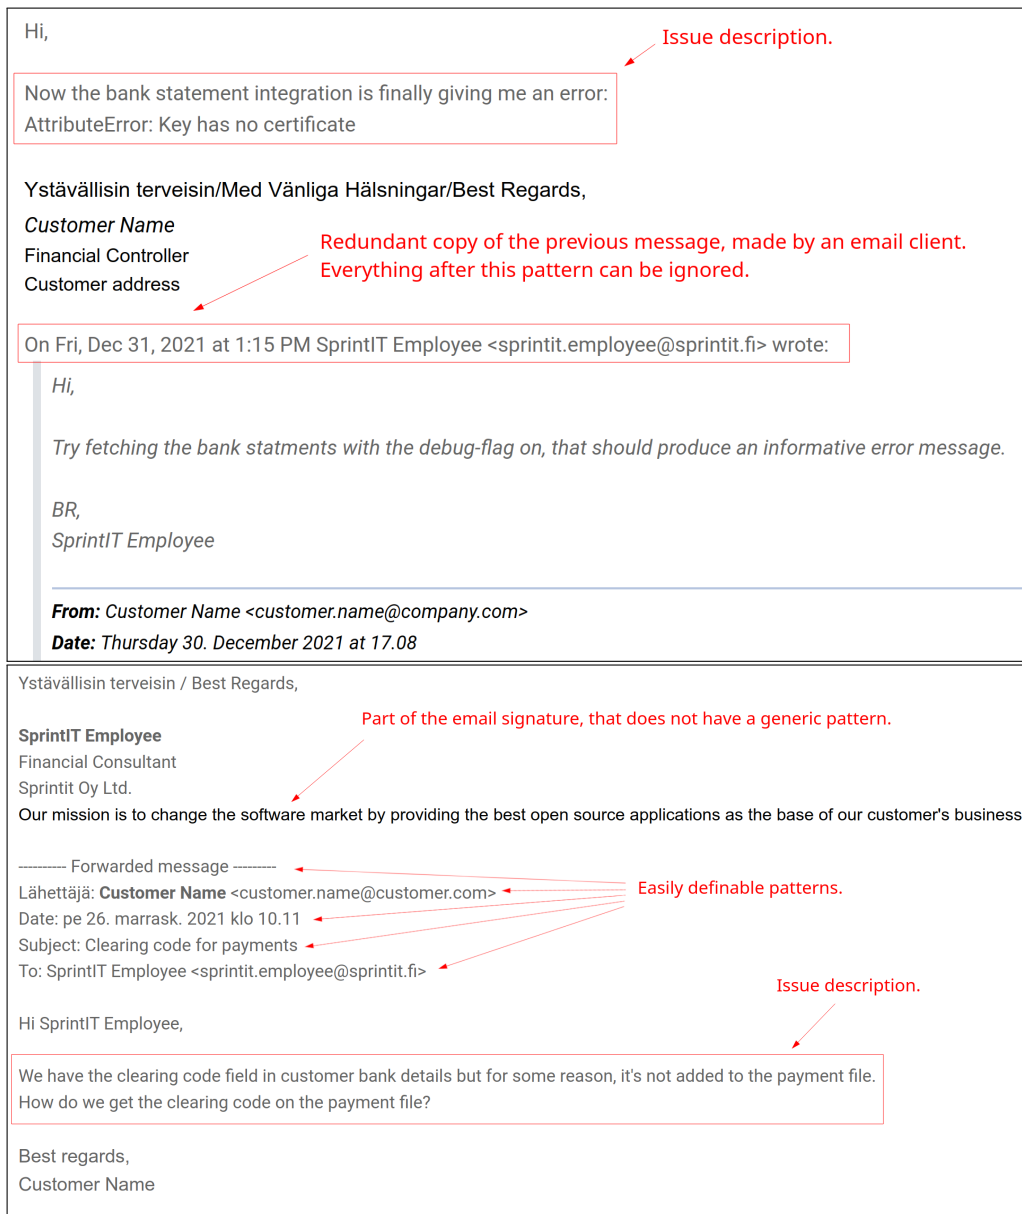 Hi,
Issue description.
Now the bank statement integration is finally giving me an error:
AttributeError: Key has no certificate
Ystävällisin terveisin/Med Vänliga Hälsningar/Best Regards,
Customer Name
Financial Controller
Customer address
Redundant copy of the previous message, made by an email client.
Everything after this pattern can be ignored.
On Fri, Dec 31, 2021 at 1:15 PM SprintIT Employee <sprintit.employee@sprintit.fi> wrote:
Hi,
Try fetching the bank statments with the debug-flag on, that should produce an informative error message.
BR,
SprintIT Employee
From: Customer Name <customer.name@company.com>
Date: Thursday 30. December 2021 at 17.08
Ystävällisin terveisin / Best Regards,
Part of the email signature, that does not have a generic pattern.
SprintIT Employee
Financial Consultant
Sprintit Oy Ltd.
Our mission is to change the software market by providing the best open source applications as the base of our customer's business
---------- Forwarded message ---------
Lähettäjä: Customer Name <customer.name@customer.com>
Easily definable patterns.
Date: pe 26. marrask. 2021 klo 10.11
Subject: Clearing code for payments
To: SprintIT Employee <sprintit.employee@sprintit.fi>
Issue description.
Hi SprintIT Employee,
We have the clearing code field in customer bank details but for some reason, it's not added to the payment file.
How do we get the clearing code on the payment file?
Best regards,
Customer Name